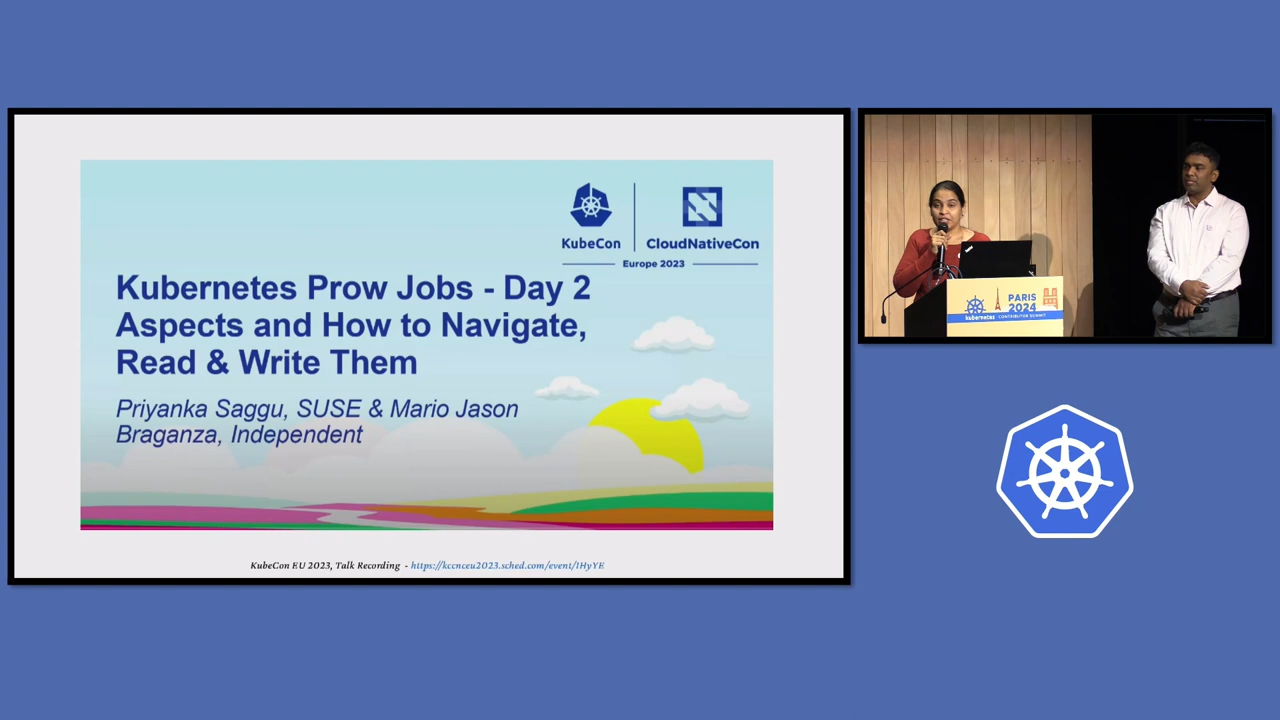 KubeCon
CloudNativeCon
Europe 2023
Kubernetes Prow Jobs - Day 2
Aspects and How to Navigate,
Read & Write Them
Priyanka Saggu, SUSE & Mario Jason
Braganza, Independent
KubeCon EU 2023, Talk Recording - https://kccnceu2023.sched.com/event/1HyYE
PARIS
2024
kubernetes CONTRIBUTOR SUMMIT